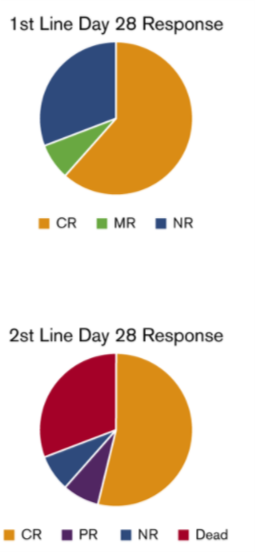 1st Line Day 28 Response
CR MR NR
2st Line Day 28 Response
CR PR NR Dead